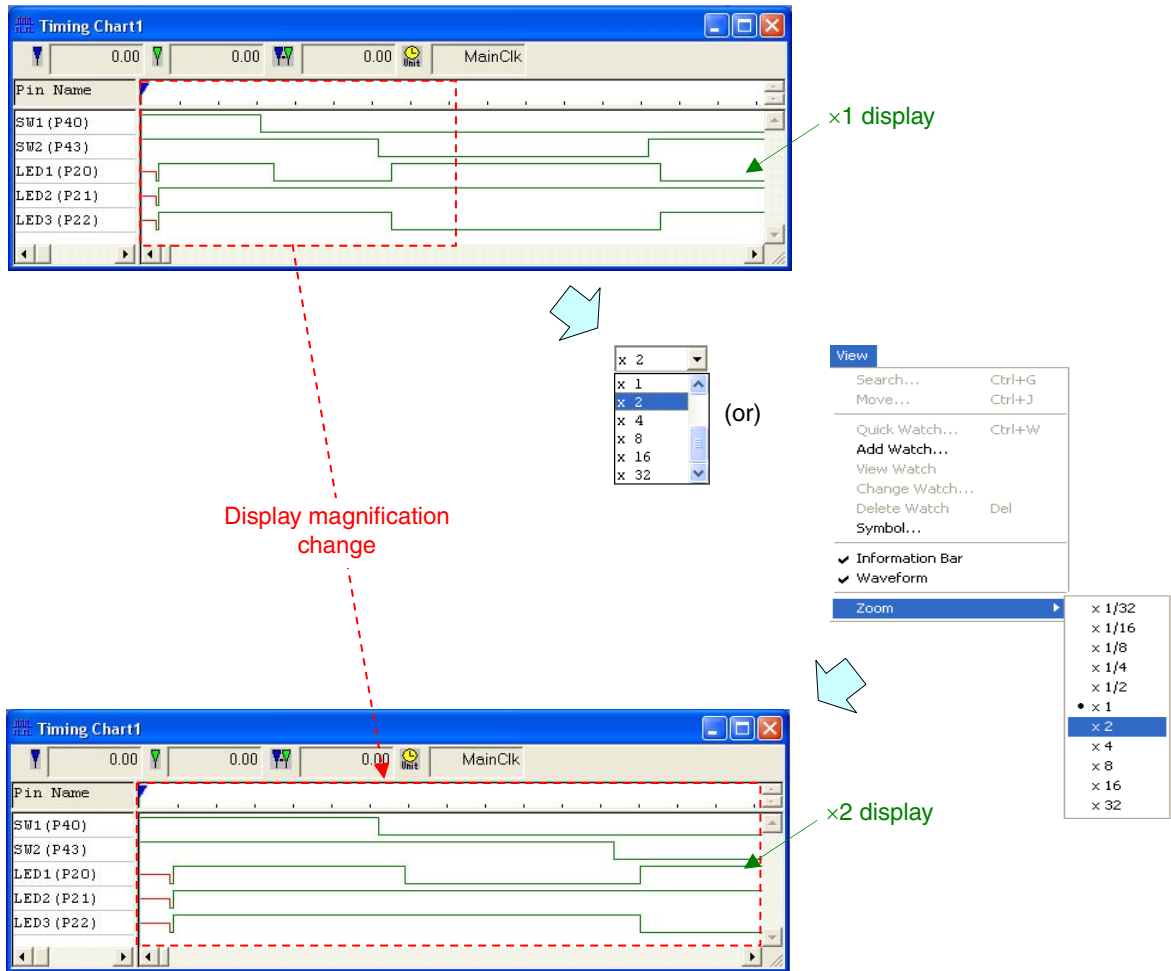 Timing Chart1
0.00 0.00 0.00 Unit MainClk
Pin Name
SW1(P40)
SW2(P43)
LED1(P20)
LED2(P21)
LED3(P22)
×1 display
x 2
x 1
x 2
x 4
x 8
x 16
x 32
(or)
View
Search... Ctrl+G
Move... Ctrl+J
Quick Watch... Ctrl+W
Add Watch...
View Watch
Change Watch...
Delete Watch Del
Symbol...
Information Bar
Waveform
Zoom
x 1/32
x 1/16
x 1/8
x 1/4
x 1/2
x 1
x 2
x 4
x 8
x 16
x 32
Display magnification
change
Timing Chart1
0.00 0.00 0.00 Unit MainClk
Pin Name
SW1(P40)
SW2(P43)
LED1(P20)
LED2(P21)
LED3(P22)
×2 display